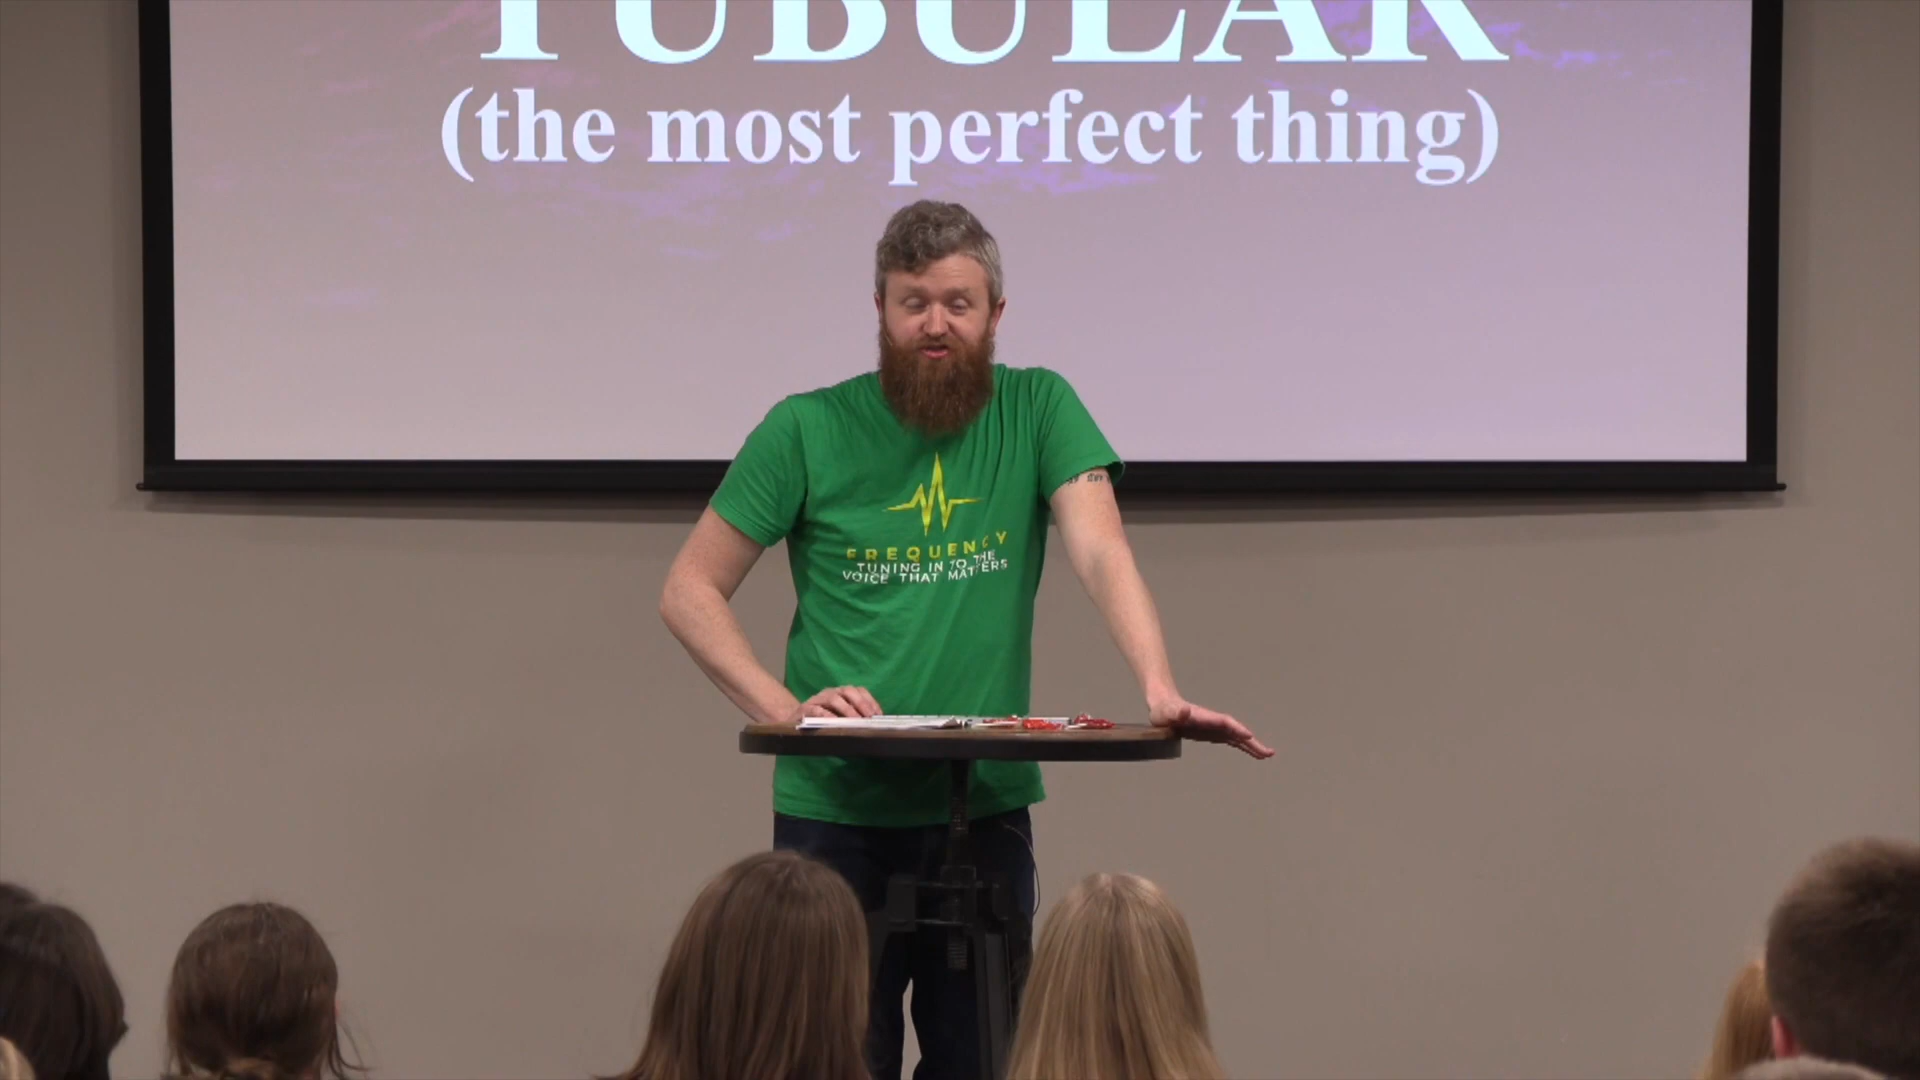 TUBULAR
(the most perfect thing)
FREQUENCY
TUNING IN TO THE
VOICE THAT MATTERS